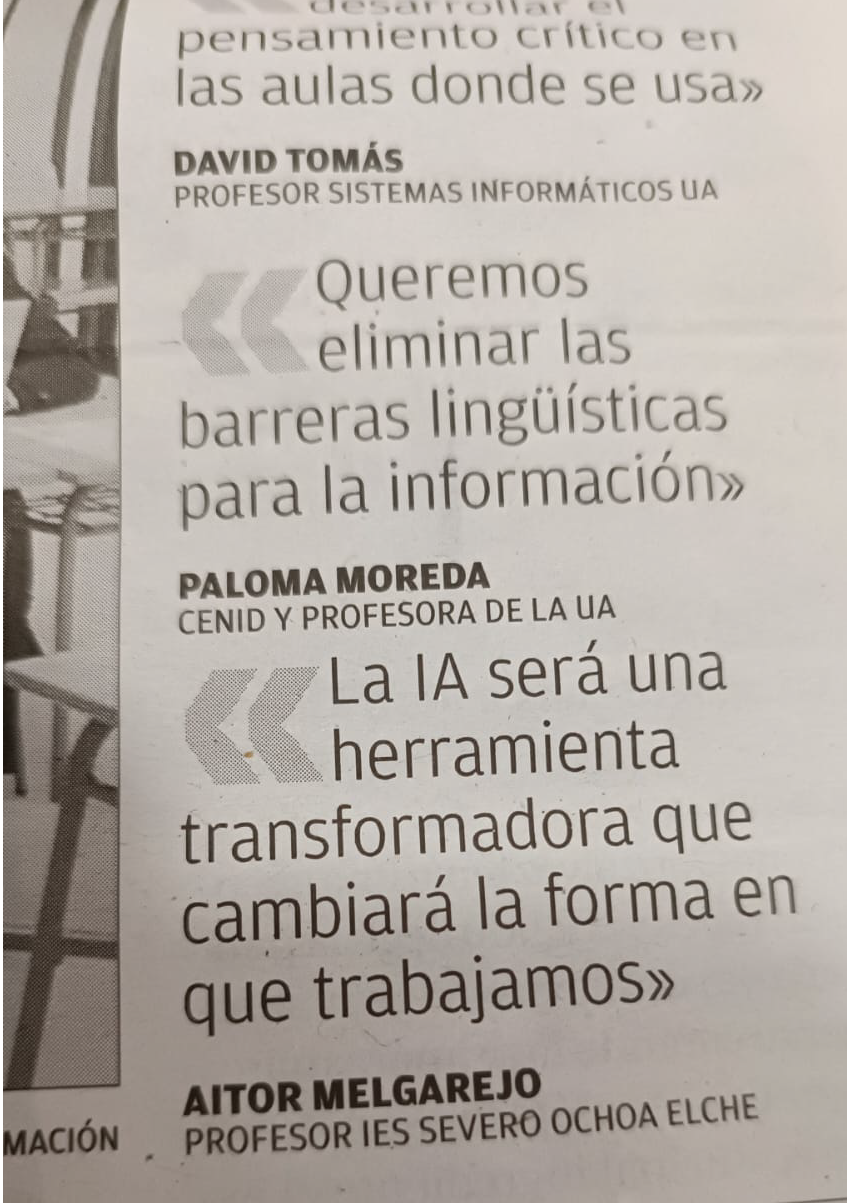 desarrollar el
pensamiento crítico en
las aulas donde se usa»
DAVID TOMÁS
PROFESOR SISTEMAS INFORMÁTICOS UA
«Queremos
eliminar las
barreras lingüísticas
para la información»
PALOMA MOREDA
CENID Y PROFESORA DE LA UA
«La IA será una
herramienta
transformadora que
cambiará la forma en
que trabajamos»
AITOR MELGAREJO
PROFESOR IES SEVERO OCHOA ELCHE
MACIÓN